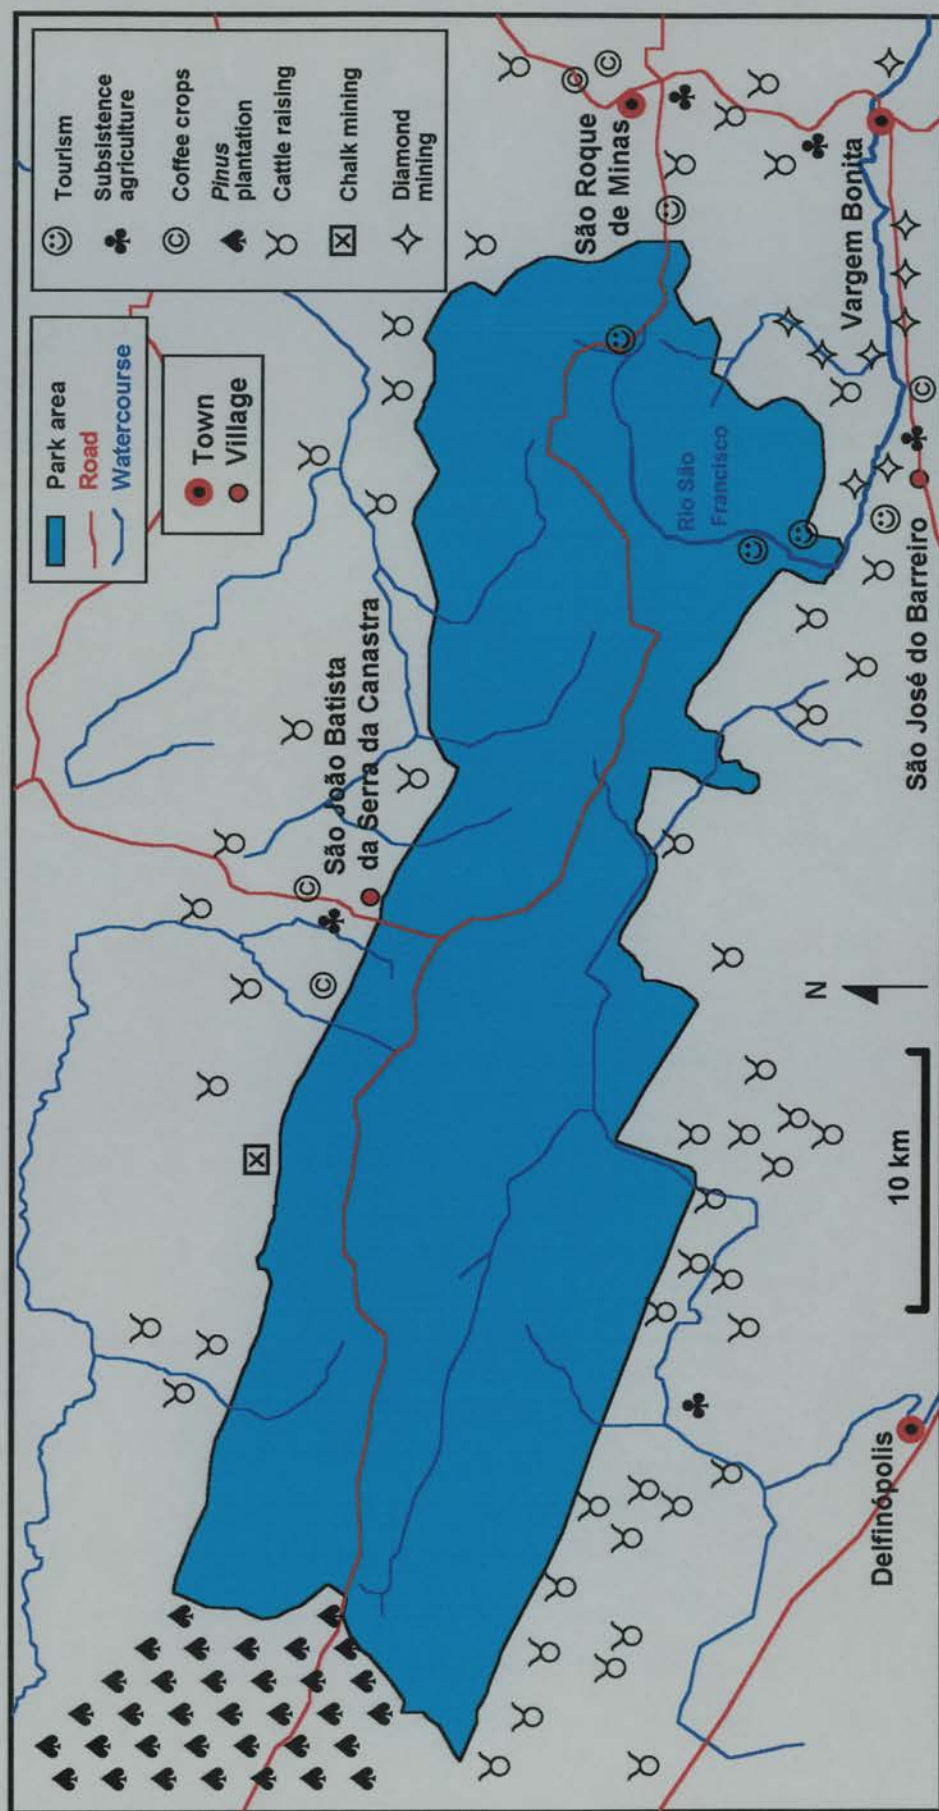 Park area
Road
Watercourse
Town
Village
Tourism
Subsistence
agriculture
Coffee crops
Pinus
plantation
Cattle raising
Chalk mining
Diamond
mining
São João Batista
da Serra da Canastra
São Roque
de Minas
Rio São
Francisco
Vargem Bonita
São José do Barreiro
Delfinópolis
10 km
N